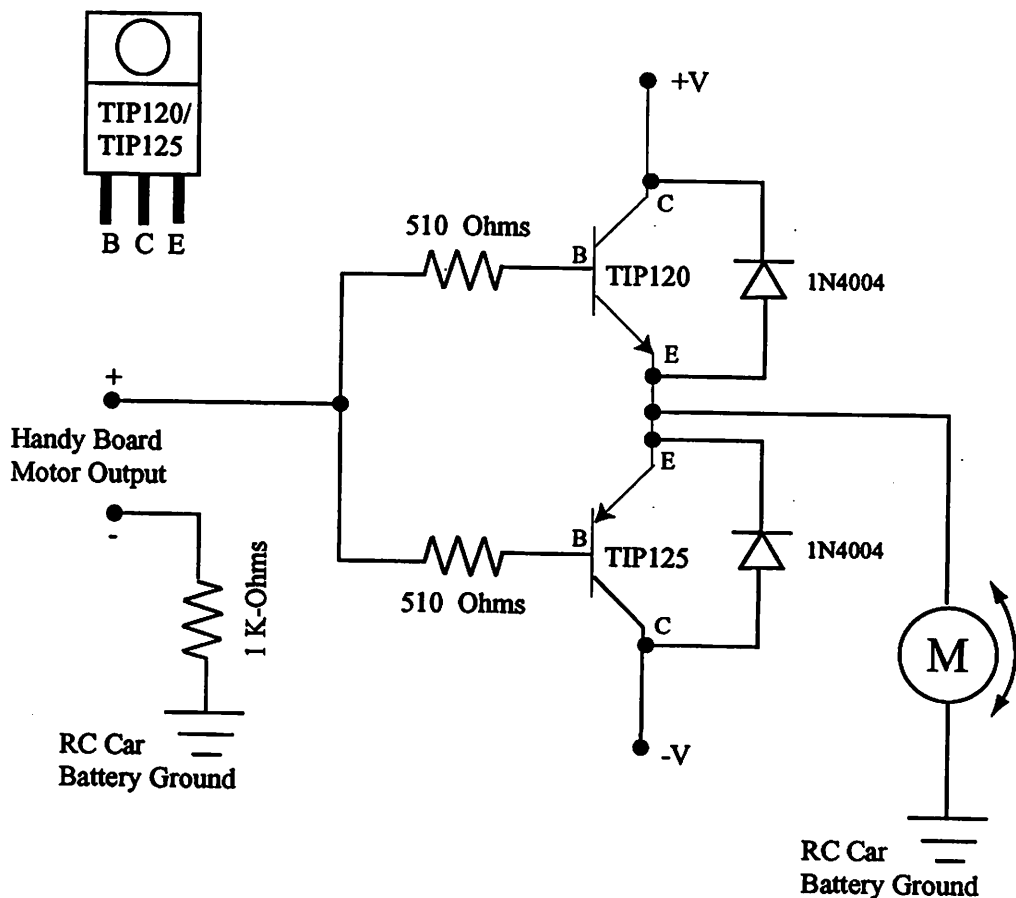 TIP120/
TIP125
B C E
+V
C
510 Ohms
B
TIP120
1N4004
E
+
Handy Board
Motor Output
-
1 K-Ohms
RC Car
Battery Ground
E
B
TIP125
1N4004
510 Ohms
C
-V
M
RC Car
Battery Ground